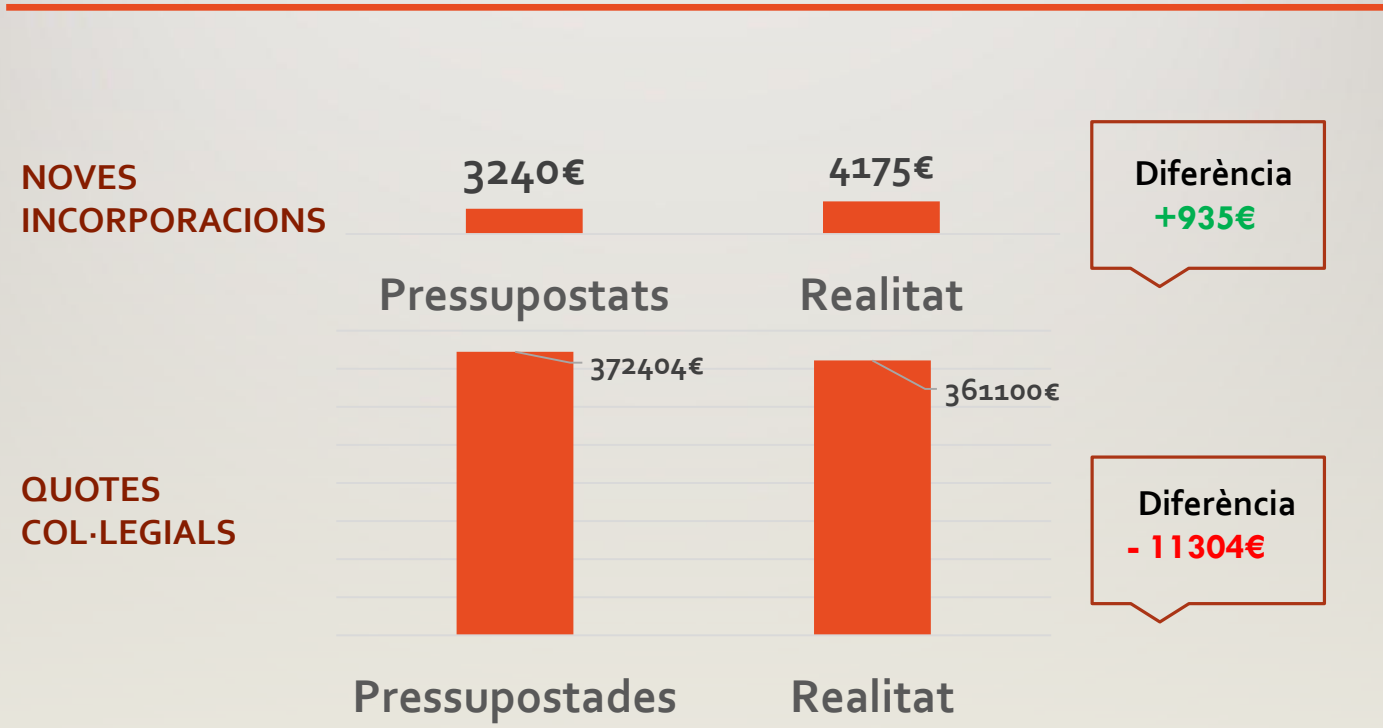 NOVES
INCORPORACIONS
3240€
4175€
Diferència
+935€
Pressupostats
Realitat
372404€
361100€
QUOTES
COL·LEGIALS
Diferència
- 11304€
Pressupostades
Realitat